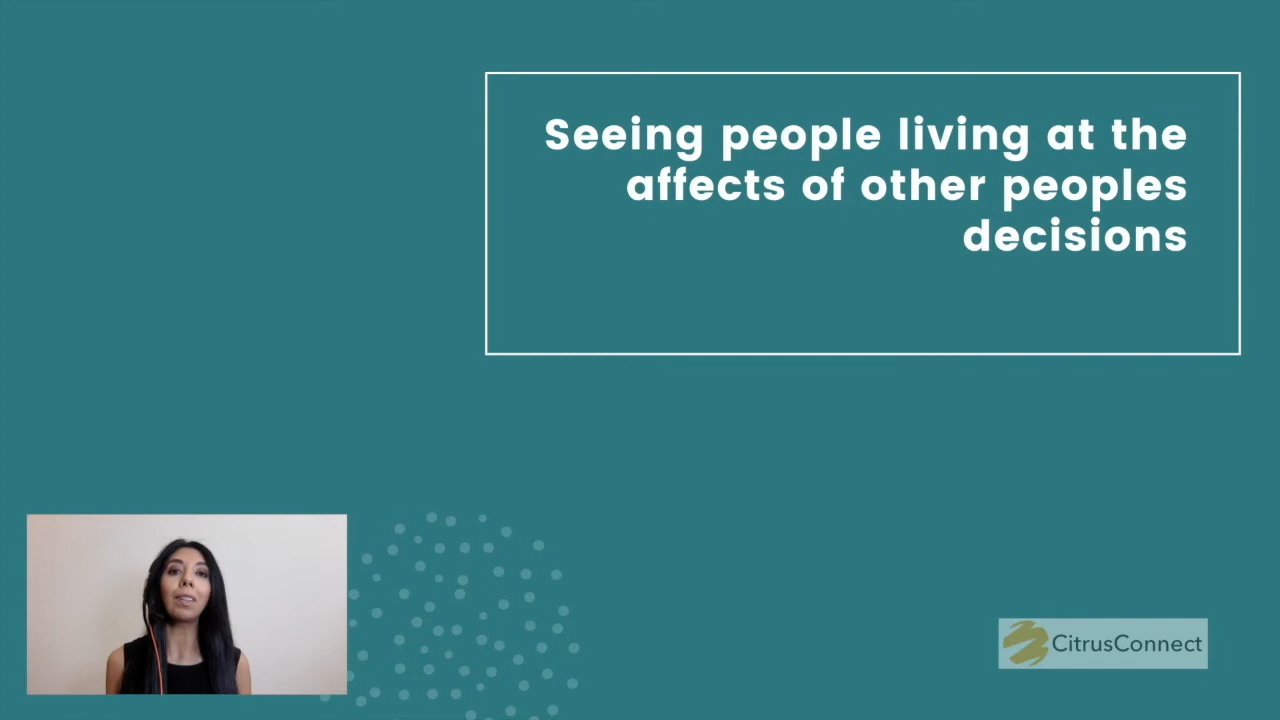 Seeing people living at the
affects of other peoples
decisions
CitrusConnect